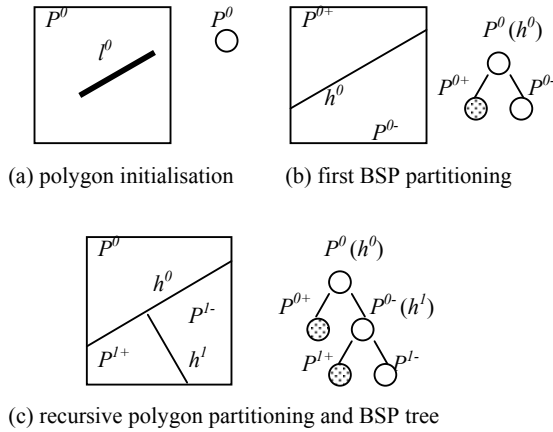 P⁰
l⁰
P⁰
P⁰⁺
h⁰
P⁰⁻
P⁰ (h⁰)
P⁰⁺
P⁰⁻
(a) polygon initialisation
(b) first BSP partitioning
P⁰
h⁰
P¹⁻
P¹⁺
h¹
P⁰ (h⁰)
P⁰⁺
P⁰⁻ (h¹)
P¹⁺
P¹⁻
(c) recursive polygon partitioning and BSP tree